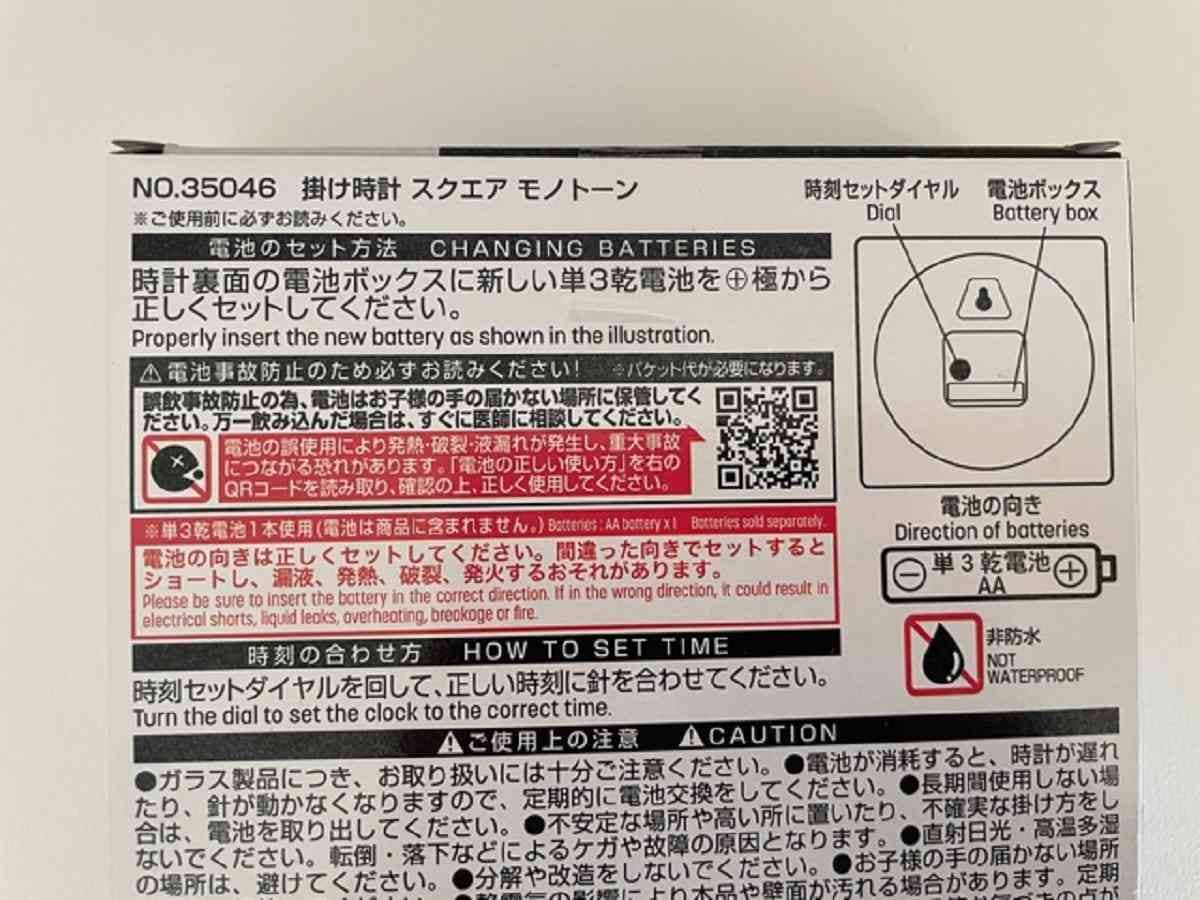 NO.35046 掛け時計 スクエア モノトーン
※ご使用前に必ずお読みください。
電池のセット方法 CHANGING BATTERIES
時計裏面の電池ボックスに新しい単3乾電池を⊕極から
正しくセットしてください。
Properly insert the new battery as shown in the illustration.
⚠電池事故防止のため必ずお読みください! ※パケット代が必要になります。
誤飲事故防止の為、電池はお子様の手の届かない場所に保管してく
ださい。万一飲み込んだ場合は、すぐに医師に相談してください。
電池の誤使用により発熱・破裂・液漏れが発生し、重大事故
につながる恐れがあります。「電池の正しい使い方」を右の
QRコードを読み取り、確認の上、正しく使用してください。
※単3乾電池1本使用(電池は商品に含まれません。) Batteries : AA battery x 1 Batteries sold separately.
電池の向きは正しくセットしてください。間違った向きでセットすると
ショートし、漏液、発熱、破裂、発火するおそれがあります。
Please be sure to insert the battery in the correct direction. If in the wrong direction, it could result in
electrical shorts, liquid leaks, overheating, breakage or fire.
時刻の合わせ方 HOW TO SET TIME
時刻セットダイヤルを回して、正しい時刻に針を合わせてください。
Turn the dial to set the clock to the correct time.
時刻セットダイヤル
Dial
電池ボックス
Battery box
電池の向き
Direction of batteries
⊖ 単3乾電池 ⊕
AA
非防水
NOT
WATERPROOF
⚠ご使用上の注意 ⚠CAUTION
●ガラス製品につき、お取り扱いには十分ご注意ください。●電池が消耗すると、時計が遅れ
たり、針が動かなくなりますので、定期的に電池交換をしてください。●長期間使用しない場
合は、電池を取り出してください。●不安定な場所や高い所に置いたり、不確実な掛け方をし
ないでください。転倒・落下などによるケガや故障の原因となります。●直射日光・高温多湿
の場所は、避けてください。●分解や改造をしないでください。●お子様の手の届かない場所
●静電気の影響により本品や壁面が汚れる場合があります。定期